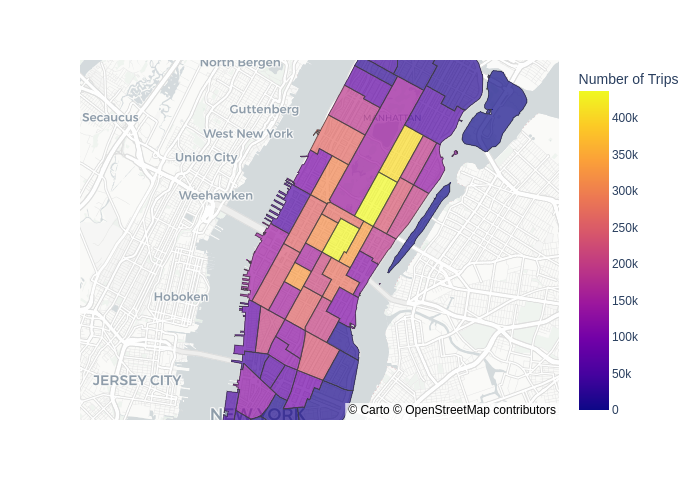 North Bergen
Number of Trips
Secaucus
Guttenberg
MANHATTAN
West New York
Union City
Weehawken
Hoboken
JERSEY CITY
NEW YORK
© Carto © OpenStreetMap contributors
400k
350k
300k
250k
200k
150k
100k
50k
0